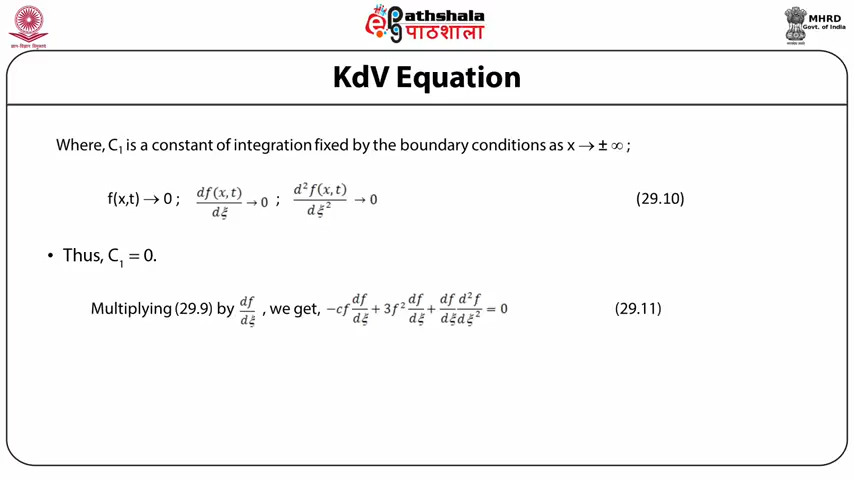 ePathshala
पाठशाला
MHRD
Govt. of India
KdV Equation
Where, C₁ is a constant of integration fixed by the boundary conditions as x → ± ∞ ;
f(x,t) → 0 ; df(x,t)/dξ → 0 ; d²f(x,t)/dξ² → 0 (29.10)
• Thus, C₁ = 0.
Multiplying (29.9) by df/dξ , we get, −cf df/dξ + 3f² df/dξ + df/dξ d²f/dξ² = 0 (29.11)